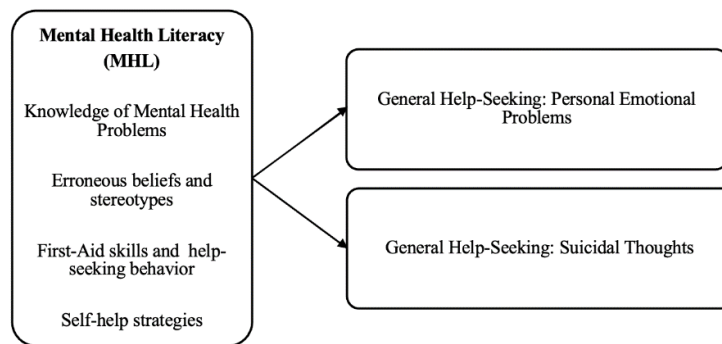 Mental Health Literacy
(MHL)
Knowledge of Mental Health
Problems
Erroneous beliefs and
stereotypes
First-Aid skills and help-
seeking behavior
Self-help strategies
General Help-Seeking: Personal Emotional
Problems
General Help-Seeking: Suicidal Thoughts